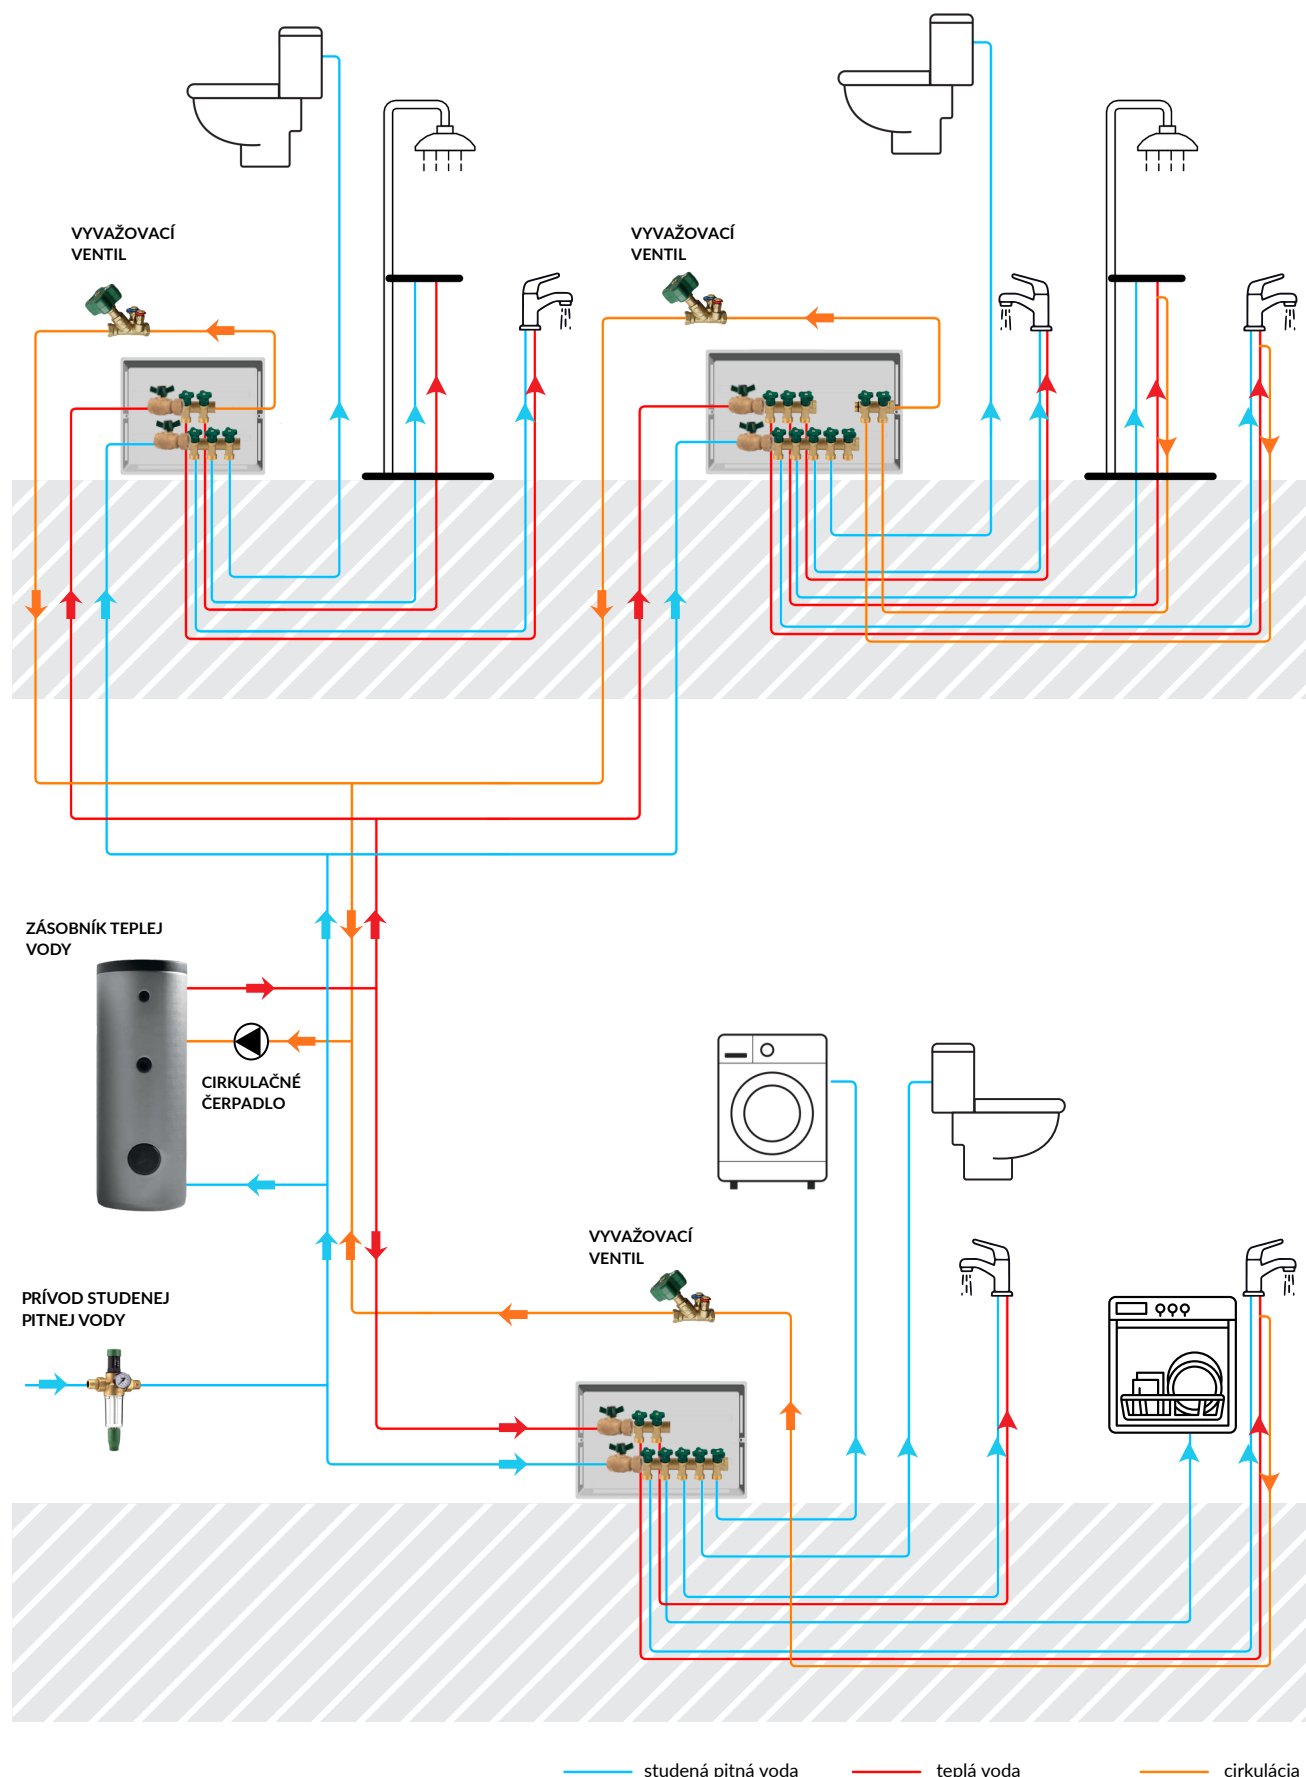 VYVAŽOVACÍ
VENTIL
VYVAŽOVACÍ
VENTIL
ZÁSOBNÍK TEPLEJ
VODY
CIRKULAČNÉ
ČERPADLO
VYVAŽOVACÍ
VENTIL
PRÍVOD STUDENEJ
PITNEJ VODY
studená pitná voda
teplá voda
cirkulácia